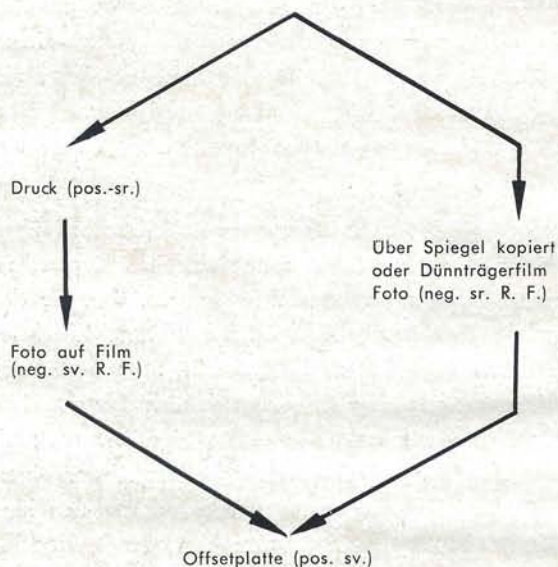 Druck (pos.-sr.)
Über Spiegel kopiert
oder Dünnträgerfilm
Foto (neg. sr. R. F.)
Foto auf Film
(neg. sv. R. F.)
Offsetplatte (pos. sv.)